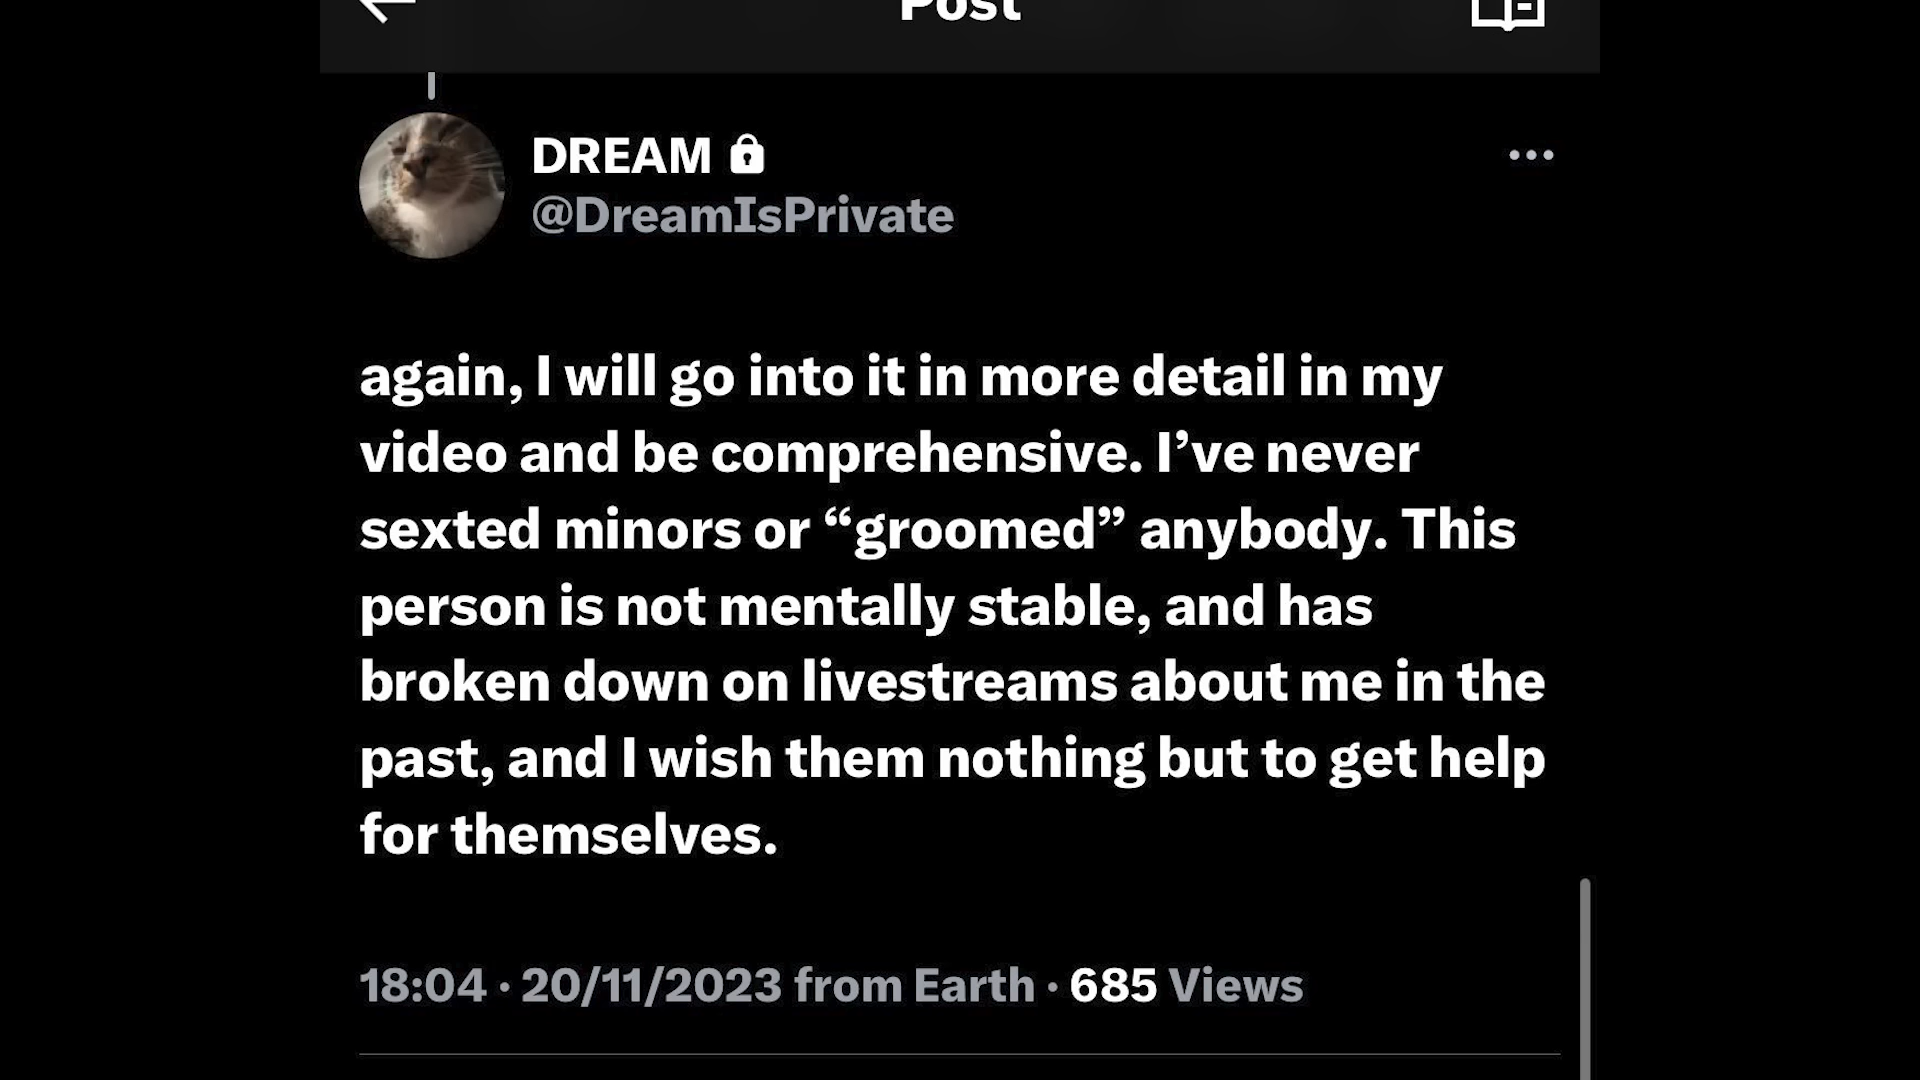 Post
DREAM
@DreamIsPrivate
again, I will go into it in more detail in my
video and be comprehensive. I’ve never
sexted minors or “groomed” anybody. This
person is not mentally stable, and has
broken down on livestreams about me in the
past, and I wish them nothing but to get help
for themselves.
18:04 · 20/11/2023 from Earth · 685 Views